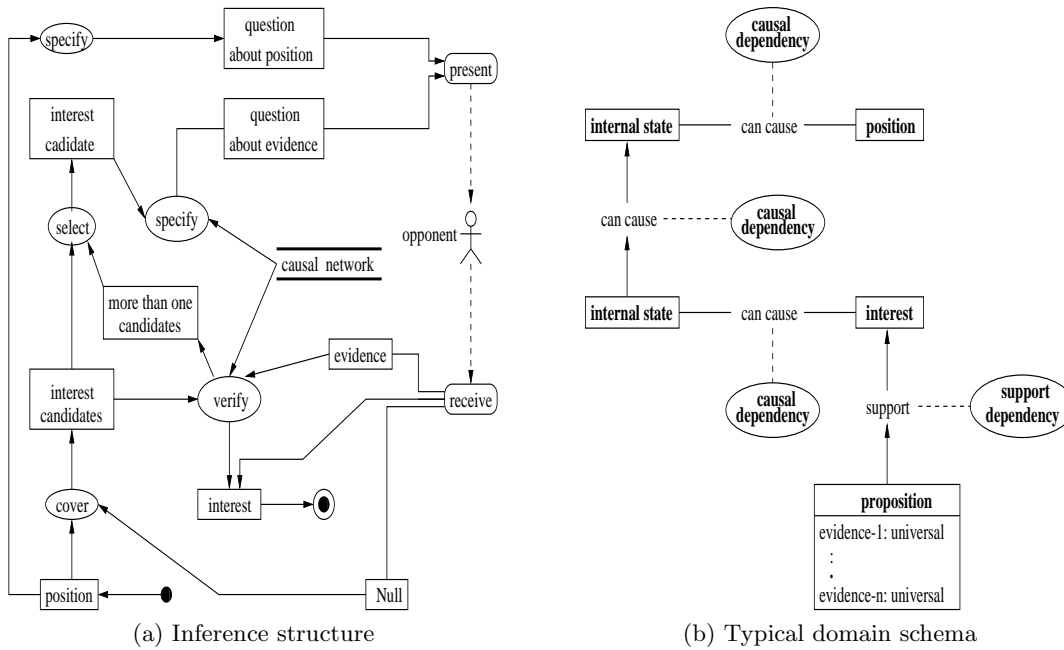 specify
question
about position
present
interest
cadidate
question
about evidence
select
specify
opponent
causal network
more than one
candidates
evidence
interest
candidates
verify
receive
cover
interest
position
Null
(a) Inference structure
causal
dependency
internal state
can cause
position
can cause
causal
dependency
internal state
can cause
interest
causal
dependency
support
support
dependency
proposition
evidence-1: universal
:
.
evidence-n: universal
(b) Typical domain schema